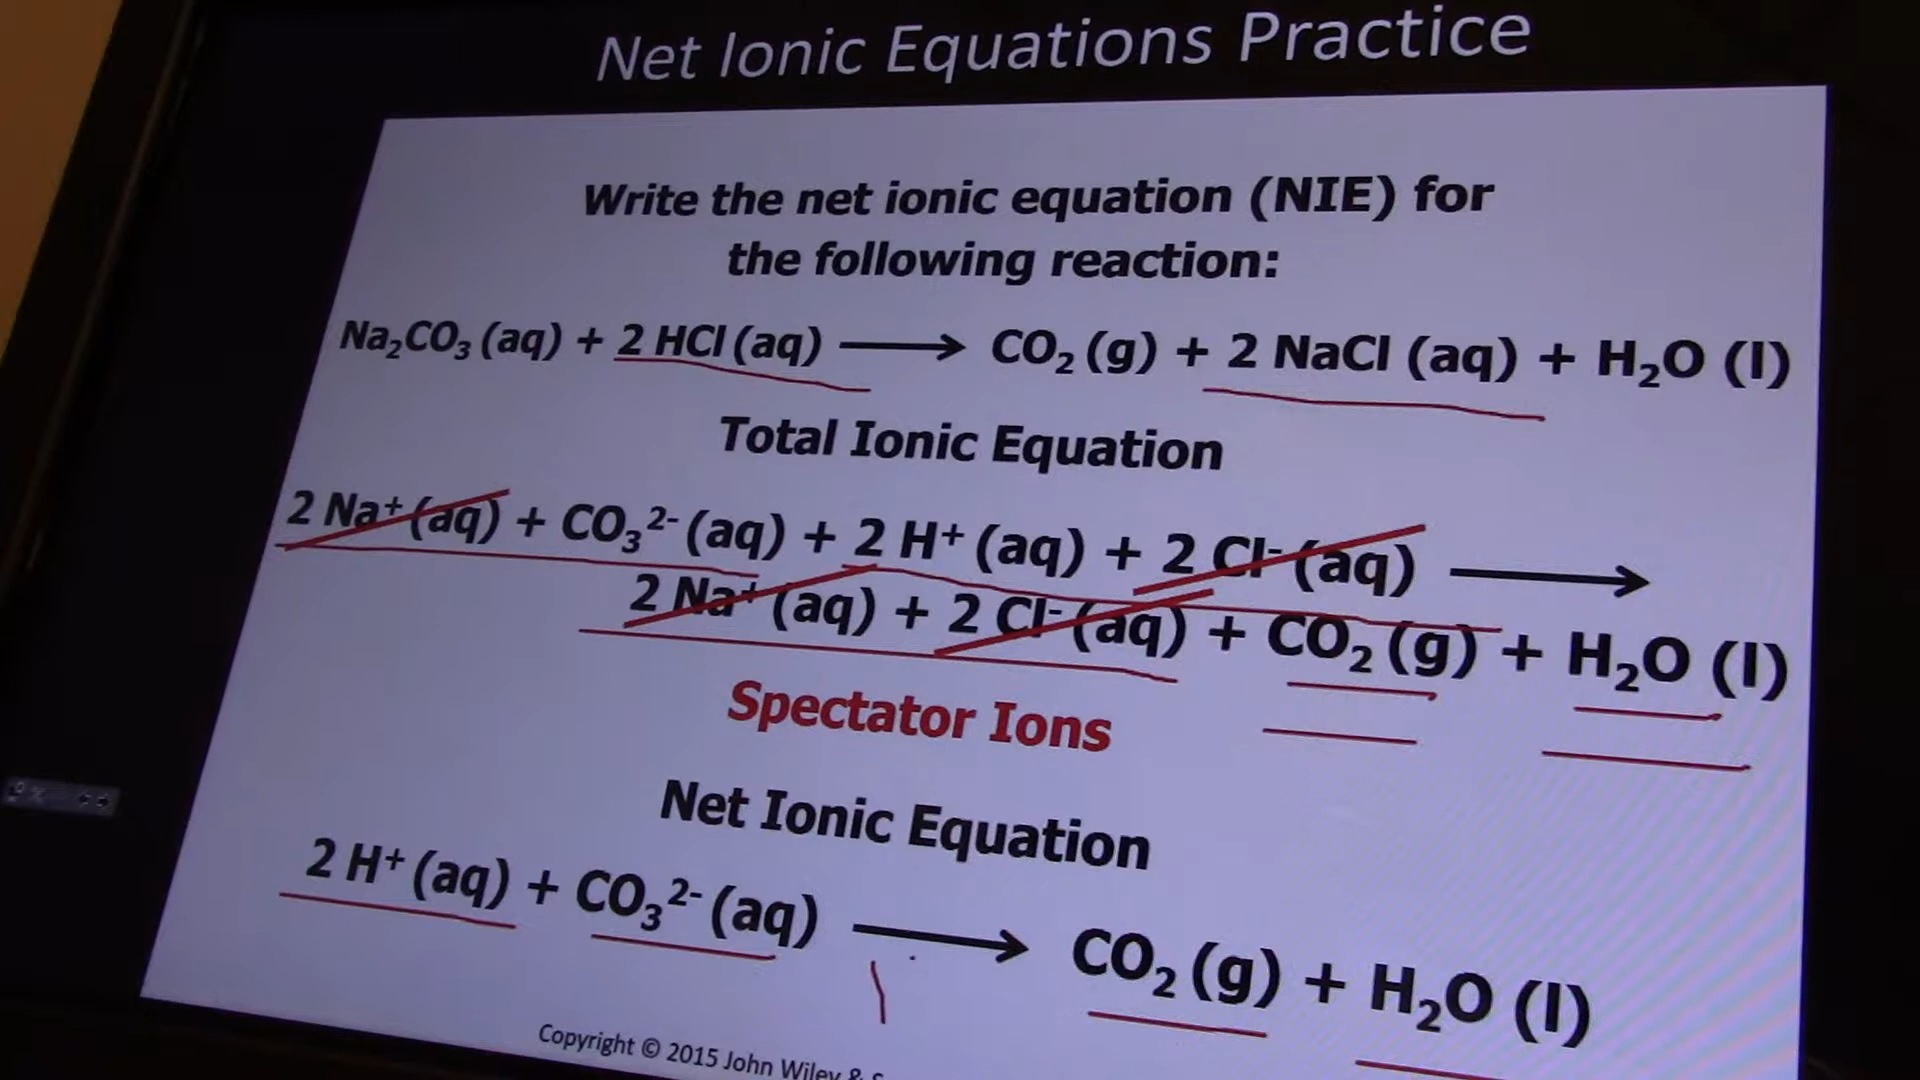 Net Ionic Equations Practice
Write the net ionic equation (NIE) for
the following reaction:
Na₂CO₃ (aq) + 2 HCl (aq) ⟶ CO₂ (g) + 2 NaCl (aq) + H₂O (l)
Total Ionic Equation
2 Na⁺ (aq) + CO₃²⁻ (aq) + 2 H⁺ (aq) + 2 Cl⁻ (aq) ⟶
2 Na⁺ (aq) + 2 Cl⁻ (aq) + CO₂ (g) + H₂O (l)
Spectator Ions
Net Ionic Equation
2 H⁺ (aq) + CO₃²⁻ (aq) ⟶ CO₂ (g) + H₂O (l)
Copyright © 2015 John Wiley &